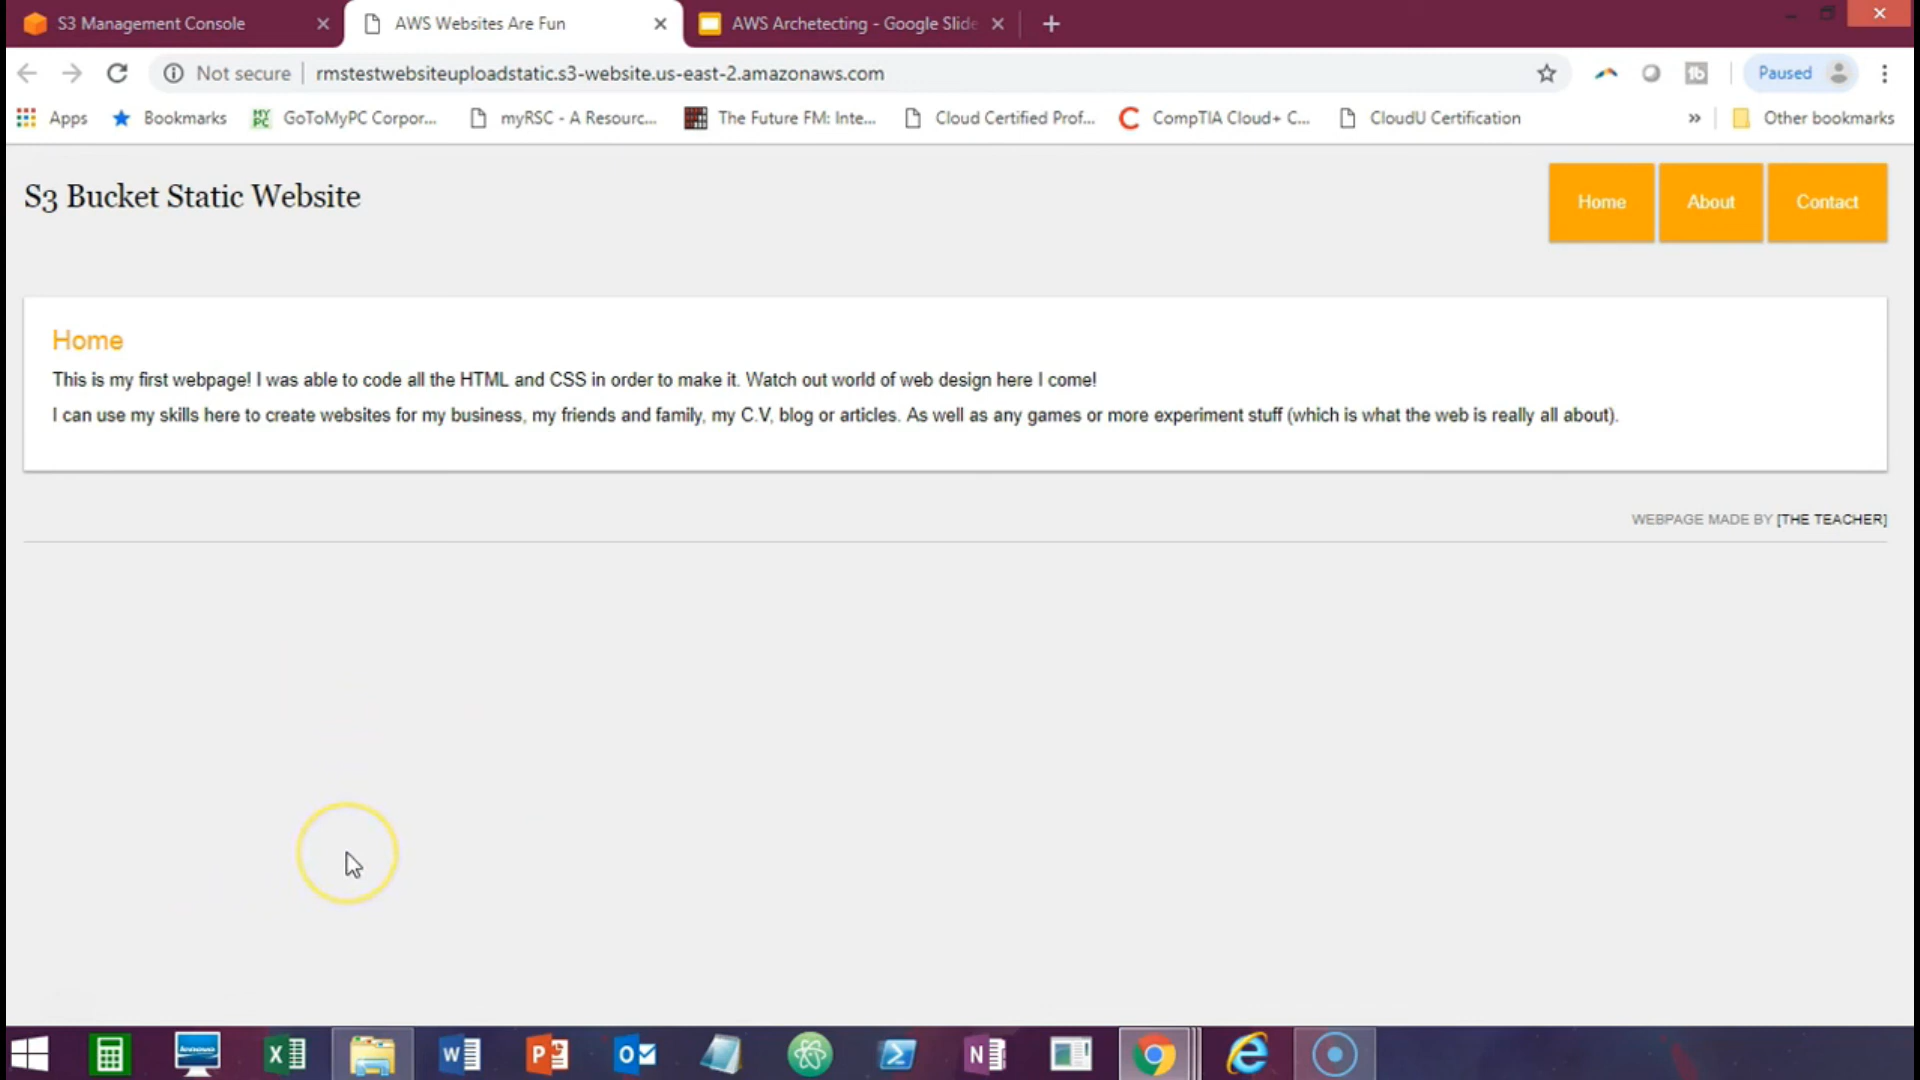 S3 Management Console
AWS Websites Are Fun
AWS Archetecting - Google Slide
Not secure
rmstestwebsiteuploadstatic.s3-website.us-east-2.amazonaws.com
Paused
Apps
Bookmarks
GoToMyPC Corpor...
myRSC - A Resourc...
The Future FM: Inte...
Cloud Certified Prof...
CompTIA Cloud+ C...
CloudU Certification
Other bookmarks
S3 Bucket Static Website
Home
About
Contact
Home
This is my first webpage! I was able to code all the HTML and CSS in order to make it. Watch out world of web design here I come!
I can use my skills here to create websites for my business, my friends and family, my C.V, blog or articles. As well as any games or more experiment stuff (which is what the web is really all about).
WEBPAGE MADE BY [THE TEACHER]